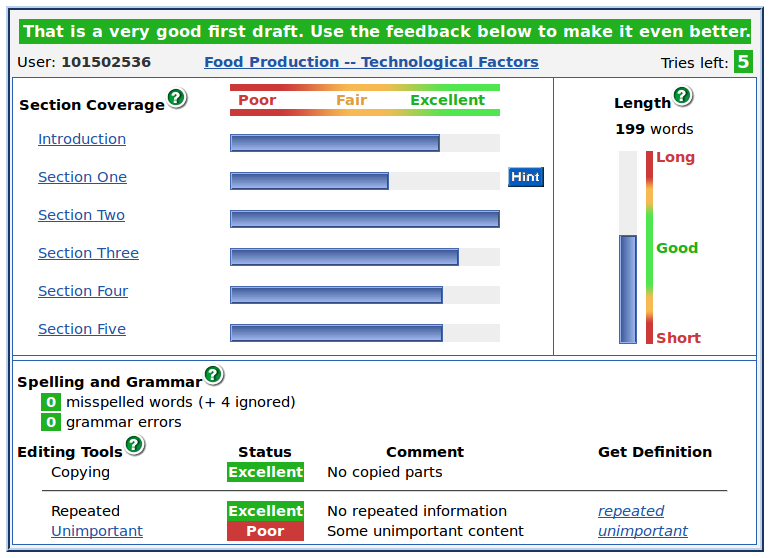 That is a very good first draft. Use the feedback below to make it even better.
User: 101502536 Food Production -- Technological Factors Tries left: 5
Section Coverage ?
Poor Fair Excellent
Introduction
Section One Hint
Section Two
Section Three
Section Four
Section Five
Length ?
199 words
Long
Good
Short
Spelling and Grammar ?
0 misspelled words (+ 4 ignored)
0 grammar errors
Editing Tools ? Status Comment Get Definition
Copying Excellent No copied parts
Repeated Excellent No repeated information repeated
Unimportant Poor Some unimportant content unimportant